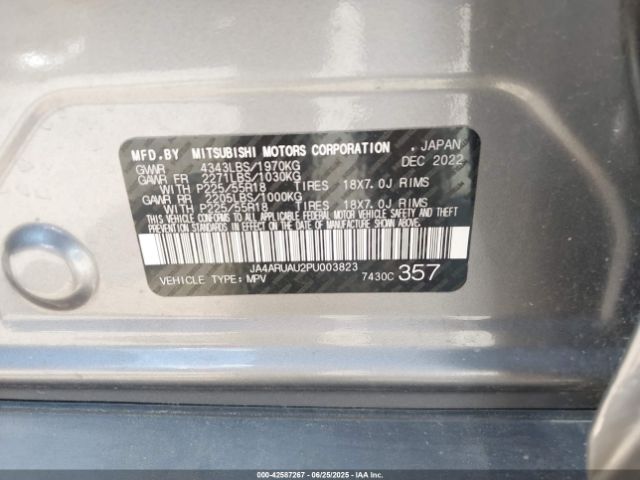 MFD.BY MITSUBISHI MOTORS CORPORATION , JAPAN
GVWR 4343LBS/1970KG DEC 2022
GAWR FR 2271LBS/1030KG
WITH P225/55R18 TIRES 18X7.0J RIMS
GAWR RR 2205LBS/1000KG
WITH P225/55R18 TIRES 18X7.0J RIMS
THIS VEHICLE CONFORMS TO ALL APPLICABLE FEDERAL MOTOR VEHICLE SAFETY AND THEFT
PREVENTION STANDARDS IN EFFECT ON THE DATE OF MANUFACTURE SHOWN ABOVE.
JA4ARUAU2PU003823
VEHICLE TYPE: MPV 7430C 357
000-42587267 - 06/25/2025 - IAA Inc.